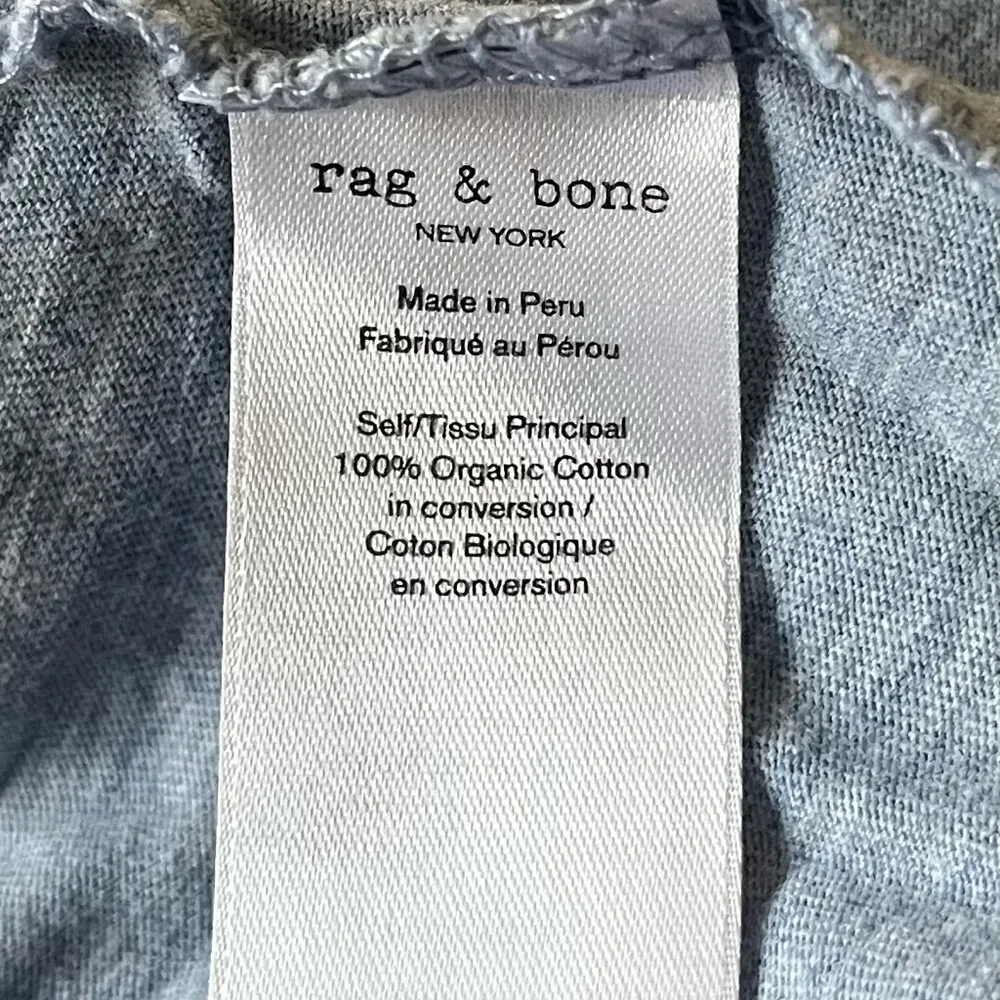 rag & bone
NEW YORK
Made in Peru
Fabriqué au Pérou
Self/Tissu Principal
100% Organic Cotton
in conversion /
Coton Biologique
en conversion